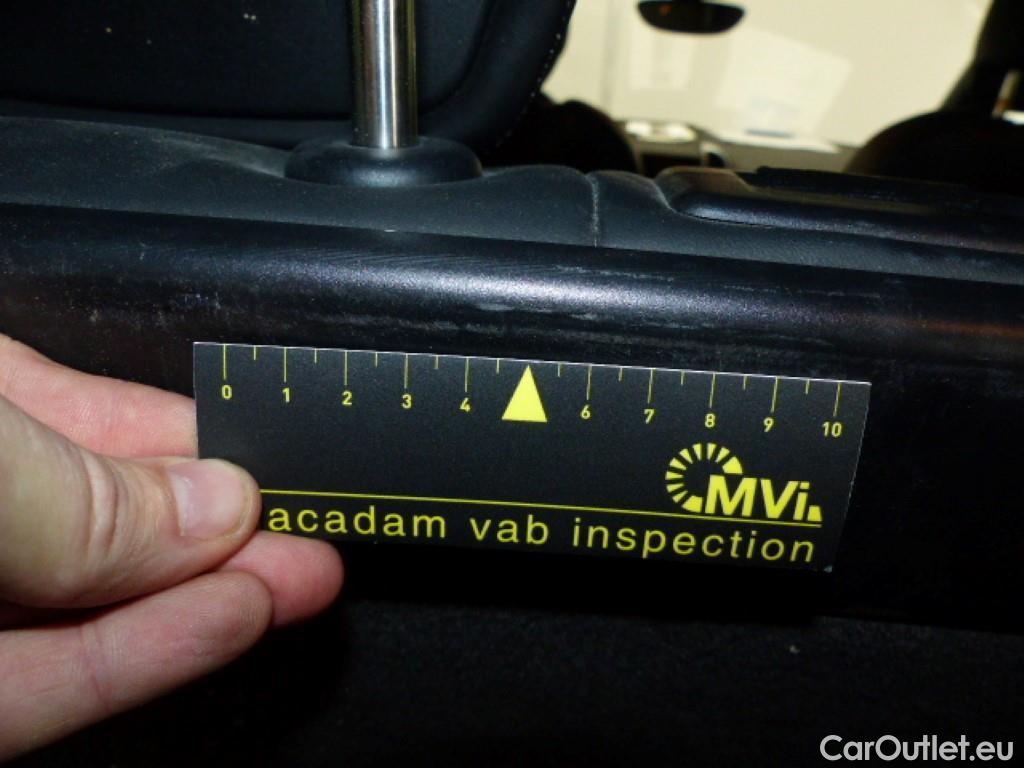 0 1 2 3 4 6 7 8 9 10
MVi.
acadam vab inspection
CarOutlet.eu